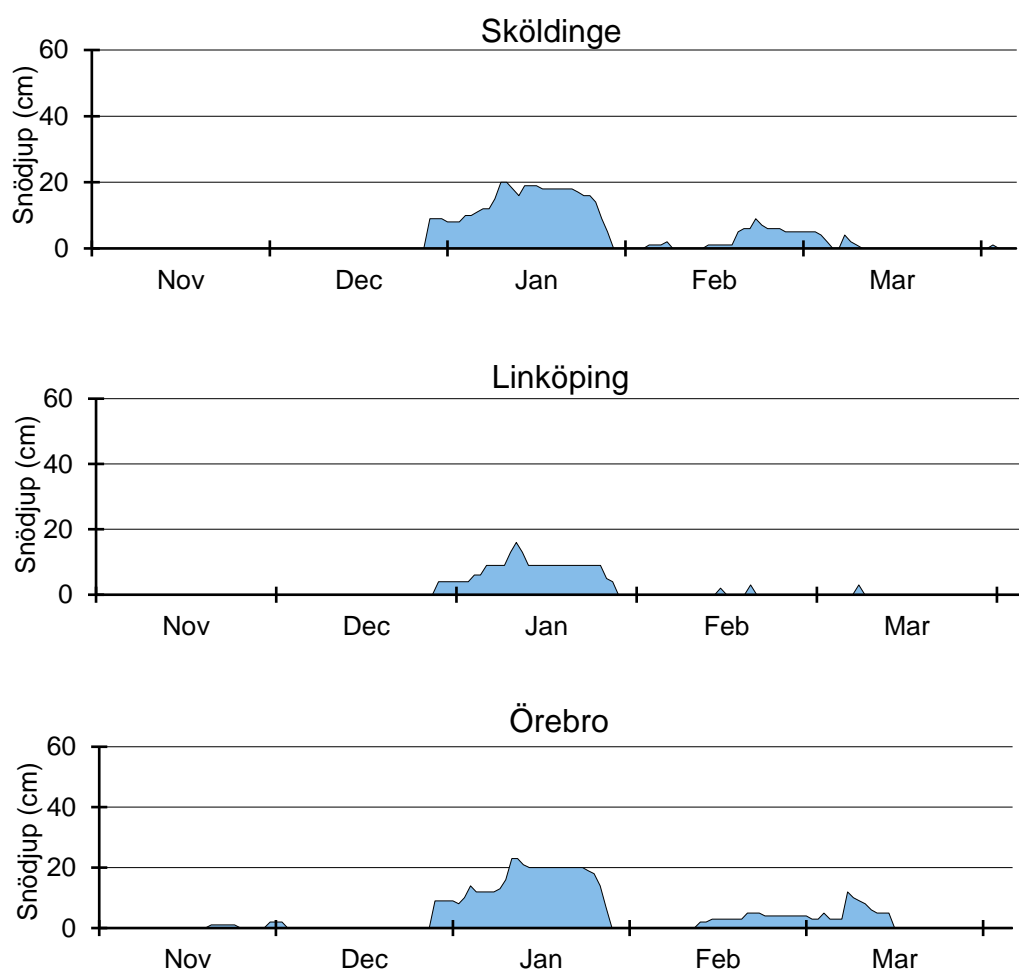 Sköldinge
Snödjup (cm)
60
40
20
0
Nov Dec Jan Feb Mar
Linköping
Snödjup (cm)
60
40
20
0
Nov Dec Jan Feb Mar
Örebro
Snödjup (cm)
60
40
20
0
Nov Dec Jan Feb Mar